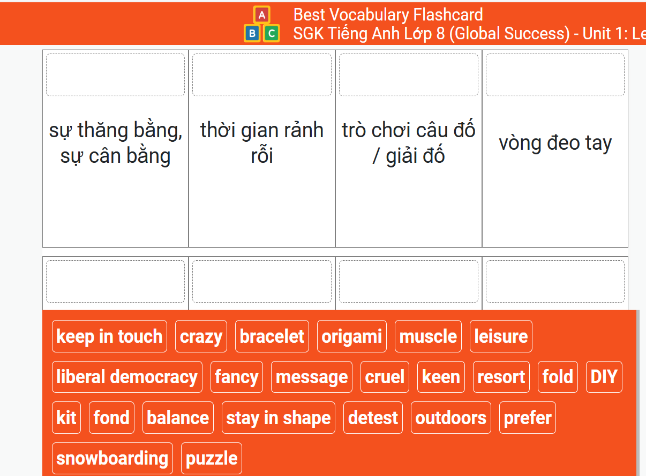 A
B C
Best Vocabulary Flashcard
SGK Tiếng Anh Lớp 8 (Global Success) - Unit 1: Le
sự thăng bằng,
sự cân bằng
thời gian rảnh
rỗi
trò chơi câu đố
/ giải đố
vòng đeo tay
keep in touch crazy bracelet origami muscle leisure
liberal democracy fancy message cruel keen resort fold DIY
kit fond balance stay in shape detest outdoors prefer
snowboarding puzzle